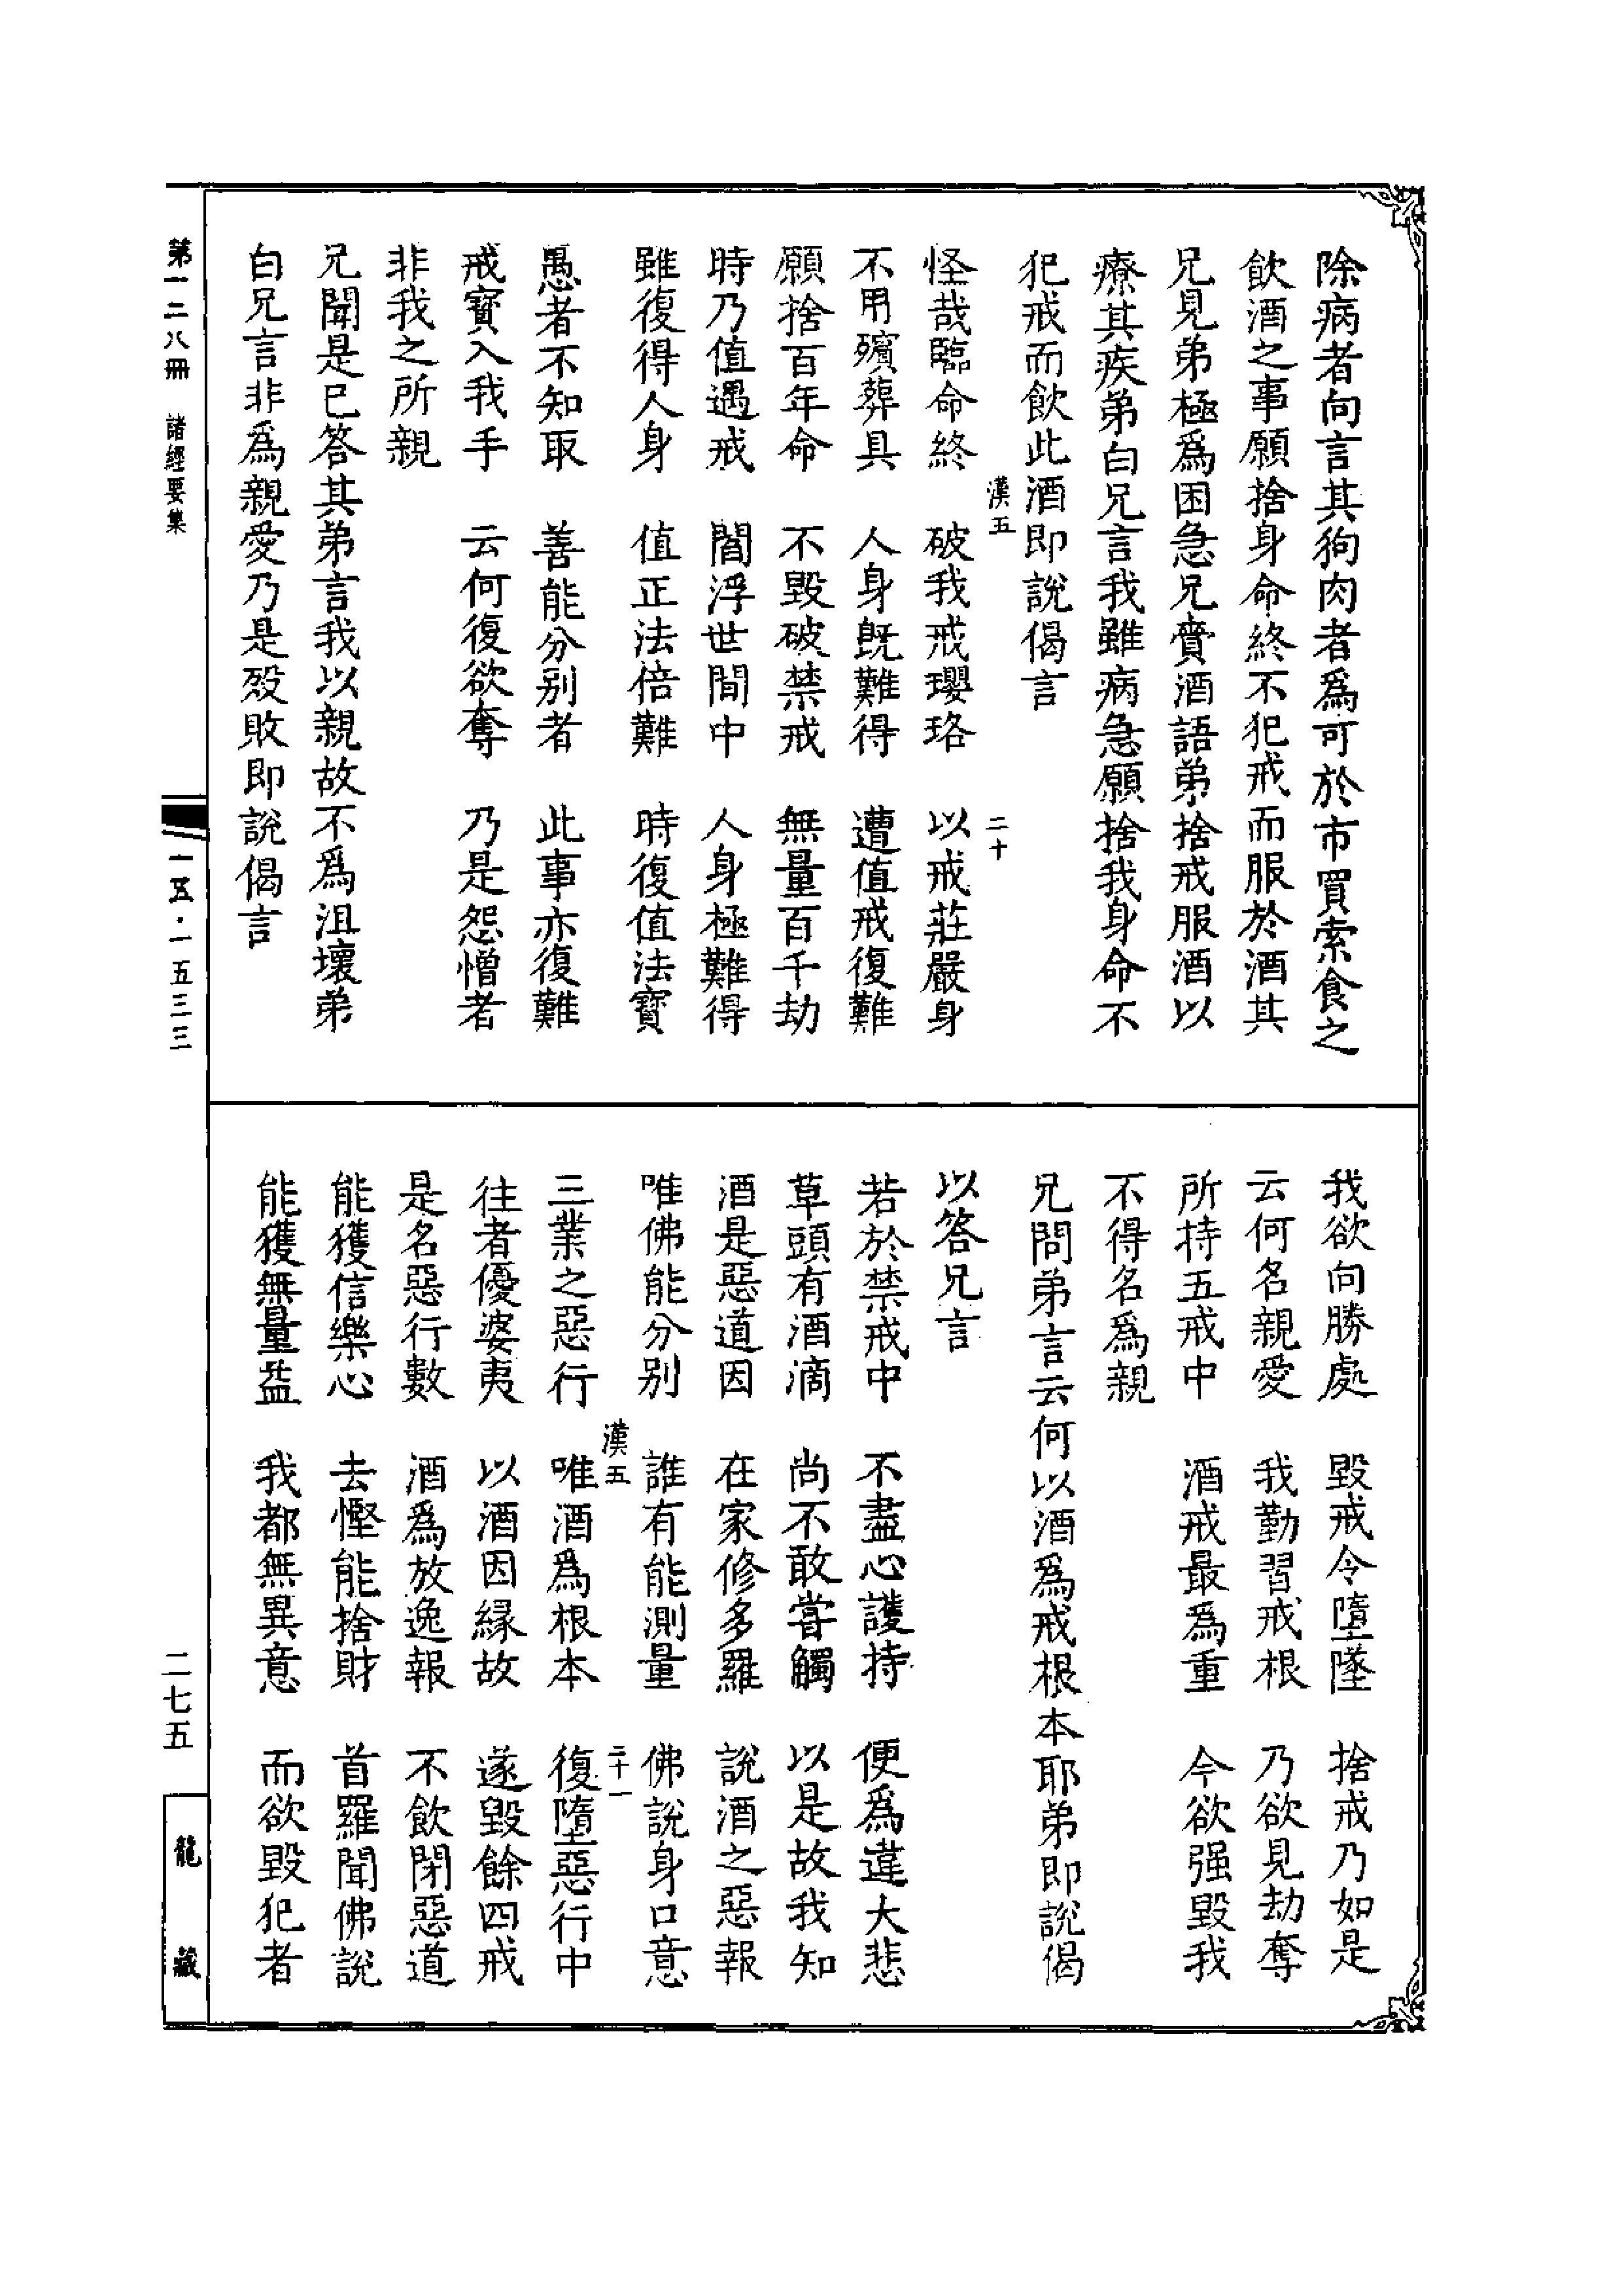 除病者向言其狗肉者爲可於市買索食之
飲酒之事願捨身命終不犯戒而服於酒其
兄見弟極爲困急兄賷酒語弟捨戒服酒以
療其疾弟白兄言我雖病急願捨我身命不
犯戒而飲此酒即說偈言
漢五
二十
怪哉臨命終　破我戒瓔珞　以戒莊嚴身
不用殯葬具　人身旣難得　遭值戒復難
願捨百年命　不毀破禁戒　無量百千劫
時乃值遇戒　閻浮世間中　人身極難得
雖復得人身　值正法倍難　時復值法寶
愚者不知取　善能分別者　此事亦復難
戒寶入我手　云何復欲奪　乃是怨憎者
非我之所親
兄聞是已答其弟言我以親故不爲沮壞弟
白兄言非爲親愛乃是殀敗即說偈言
我欲向勝處　毀戒令墮墜　捨戒乃如是
云何名親愛　我勤習戒根　乃欲見劫奪
所持五戒中　酒戒最爲重　今欲强毀我
不得名爲親
兄問弟言云何以酒爲戒根本耶弟即說偈
以答兄言
若於禁戒中　不盡心護持　便爲違大悲
草頭有酒滴　尚不敢嘗觸　以是故我知
酒是惡道因　在家修多羅　說酒之惡報
唯佛能分别　誰有能測量　佛說身口意
漢五
二十一
三業之惡行　唯酒爲根本　復墮惡行中
往者優婆夷　以酒因緣故　遂毀餘四戒
是名惡行數　酒爲放逸報　不飲閉惡道
能獲信樂心　去慳能捨財　首羅聞佛說
能獲無量益　我都無異意　而欲毀犯者
第一二八冊　諸經要集
一五·一五三三
二七五
龍藏